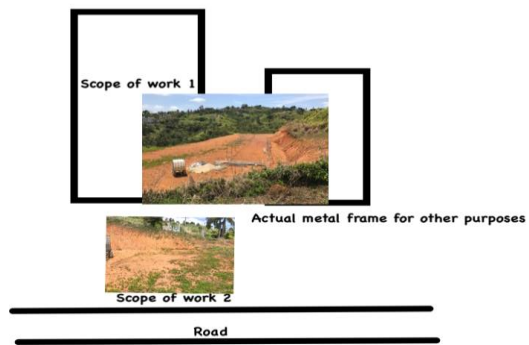 Scope of work 1
Actual metal frame for other purposes
Scope of work 2
Road